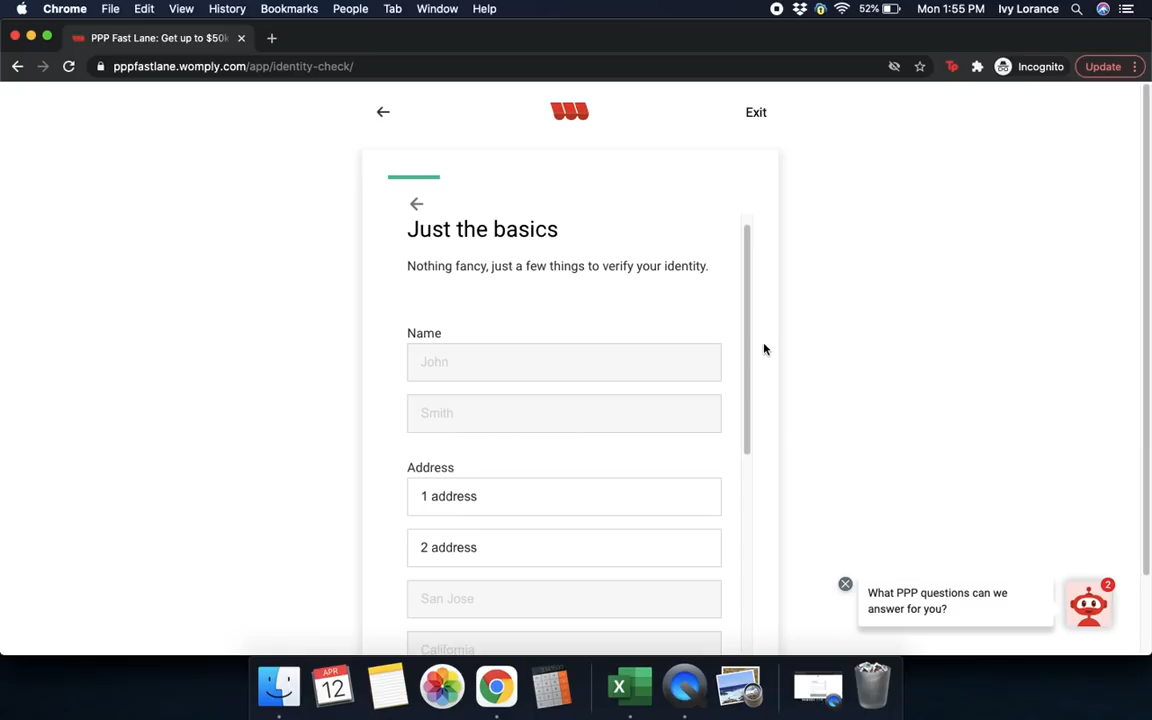 Chrome File Edit View History Bookmarks People Tab Window Help 52% Mon 1:55 PM Ivy Lorance
PPP Fast Lane: Get up to $50k
pppfastlane.womply.com/app/identity-check/ Incognito Update
Exit
Just the basics
Nothing fancy, just a few things to verify your identity.
Name
John
Smith
Address
1 address
2 address
San Jose
California
What PPP questions can we
answer for you?
2
APR
12